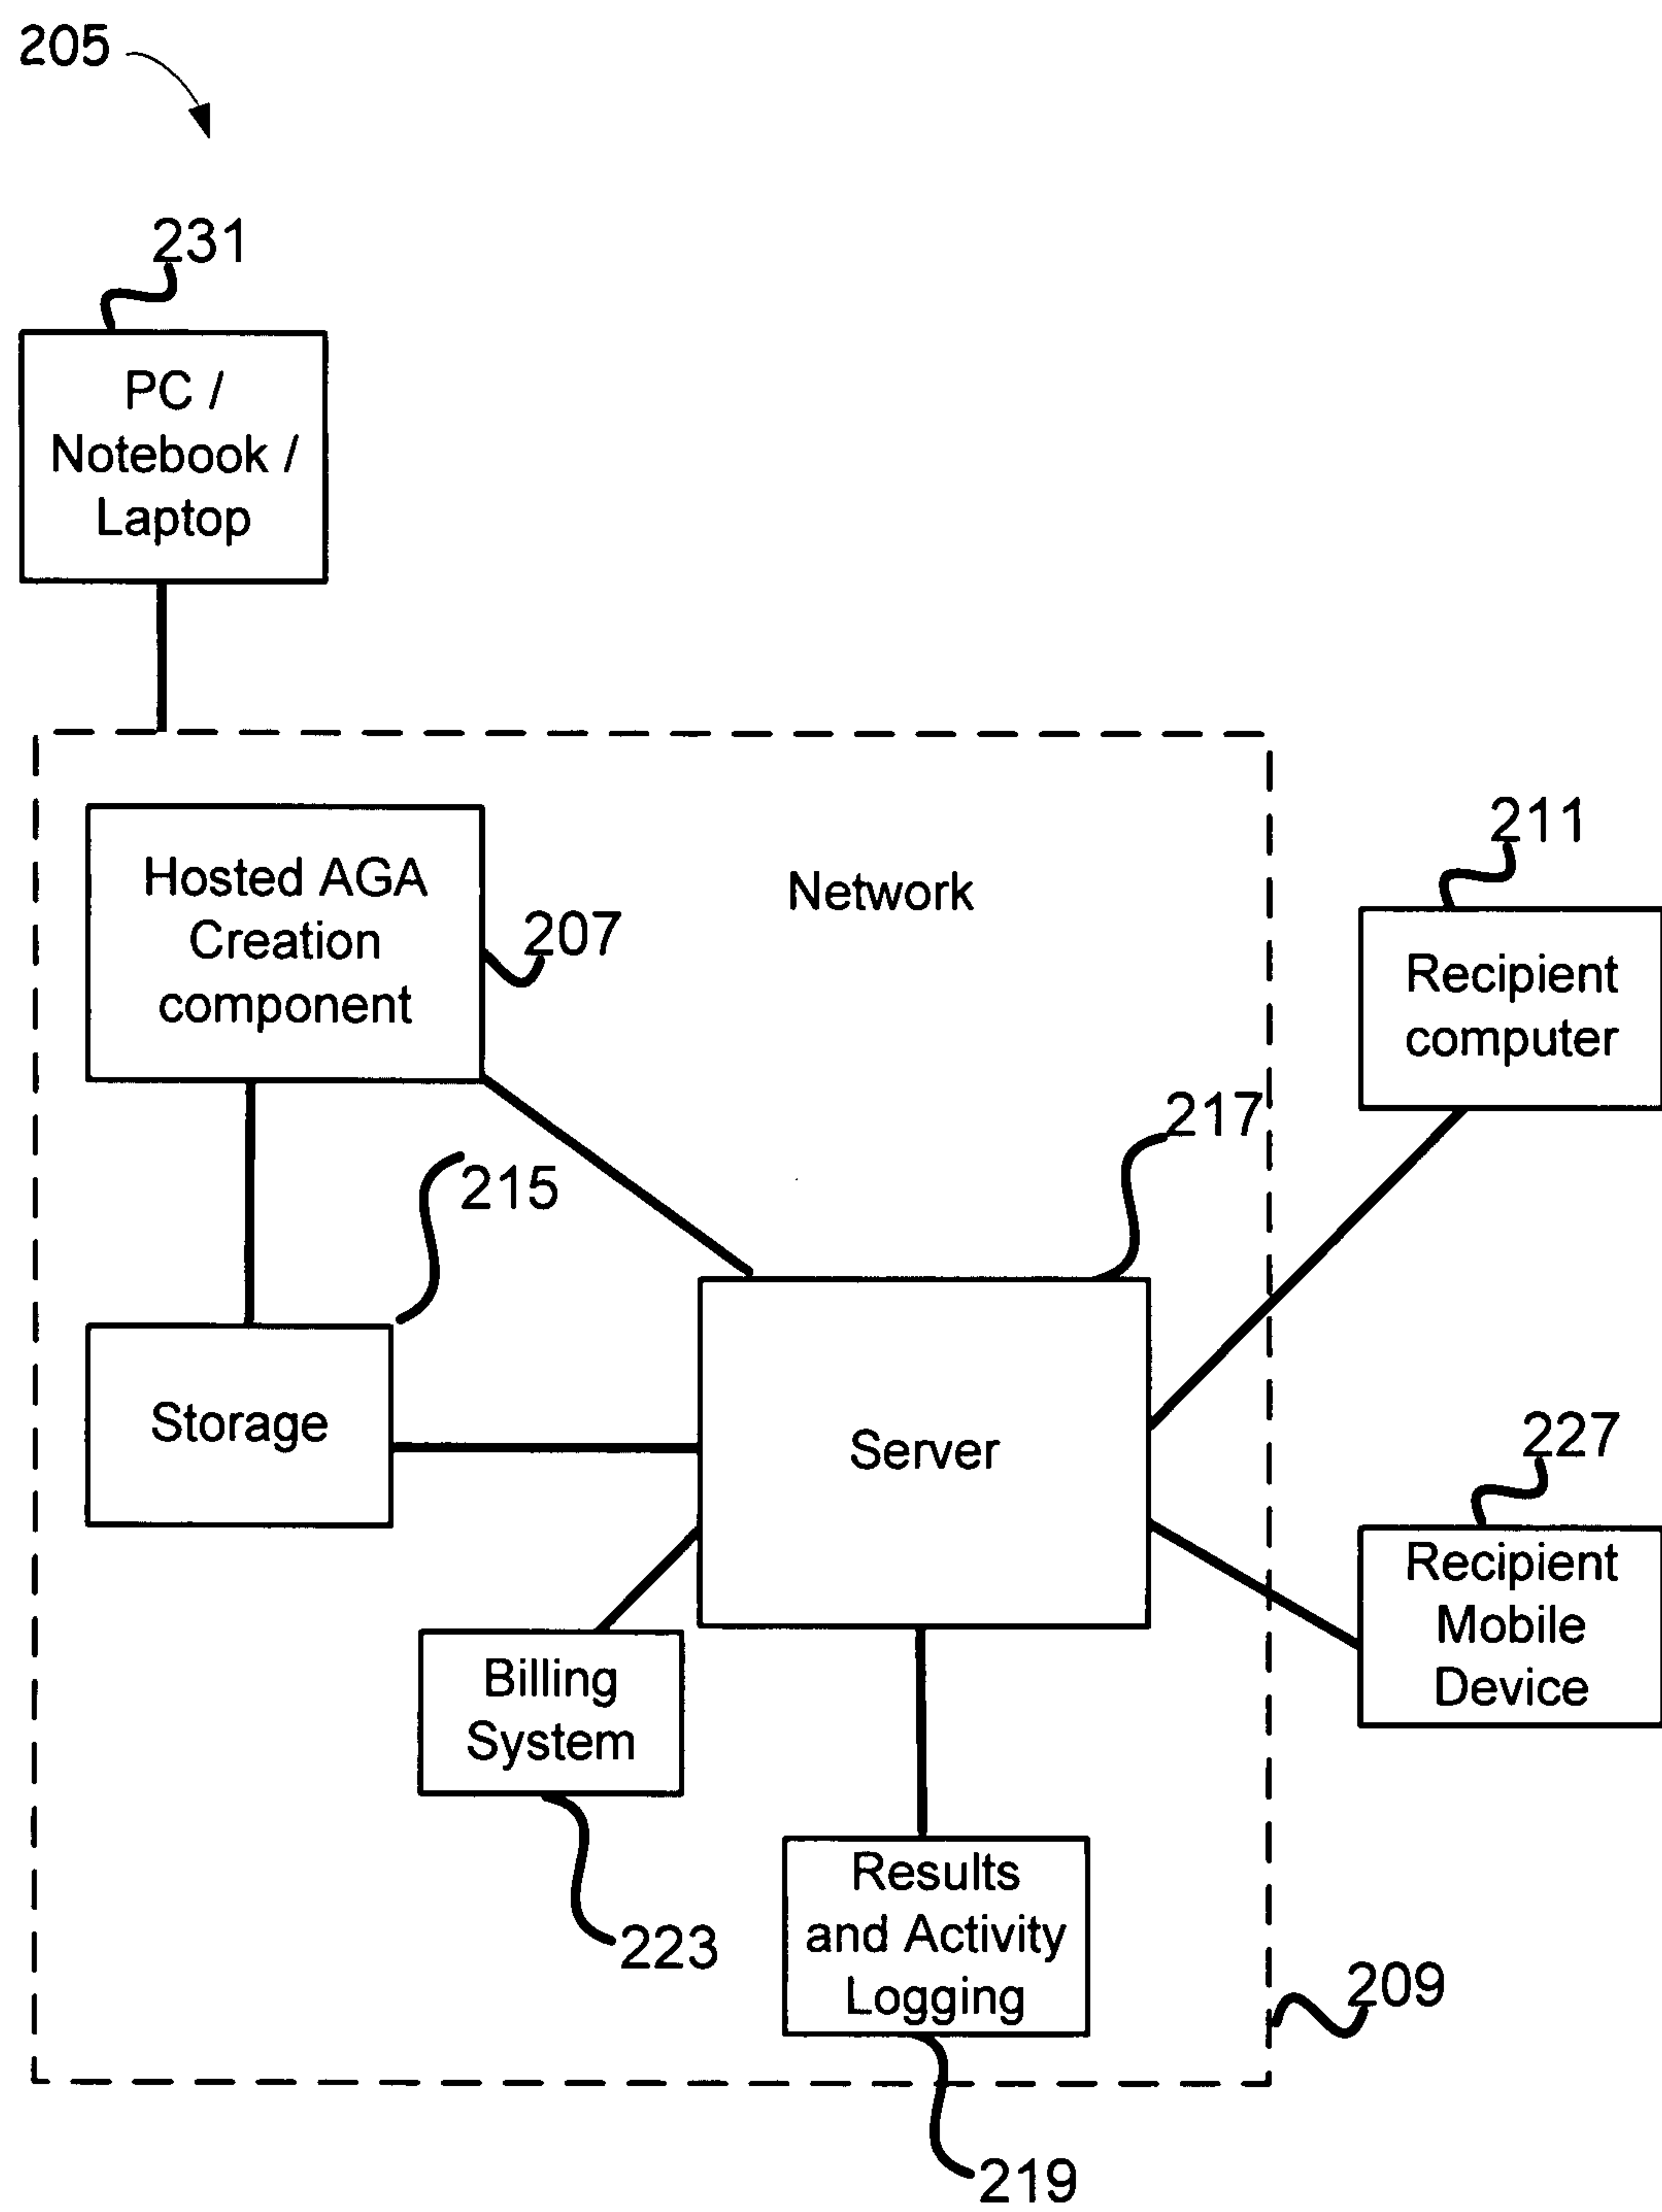 205
231
PC /
Notebook /
Laptop
Hosted AGA
Creation
component
207
Network
211
Recipient
computer
217
215
Storage
Server
227
Recipient
Mobile
Device
Billing
System
223
Results
and Activity
Logging
209
219